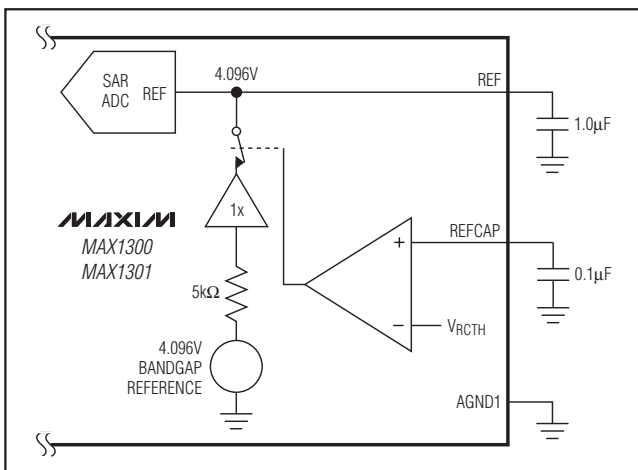 SAR
ADC
REF
4.096V
REF
1.0µF
1x
MAXIM
MAX1300
MAX1301
REFCAP
+
0.1µF
5kΩ
−
VRCTH
4.096V
BANDGAP
REFERENCE
AGND1